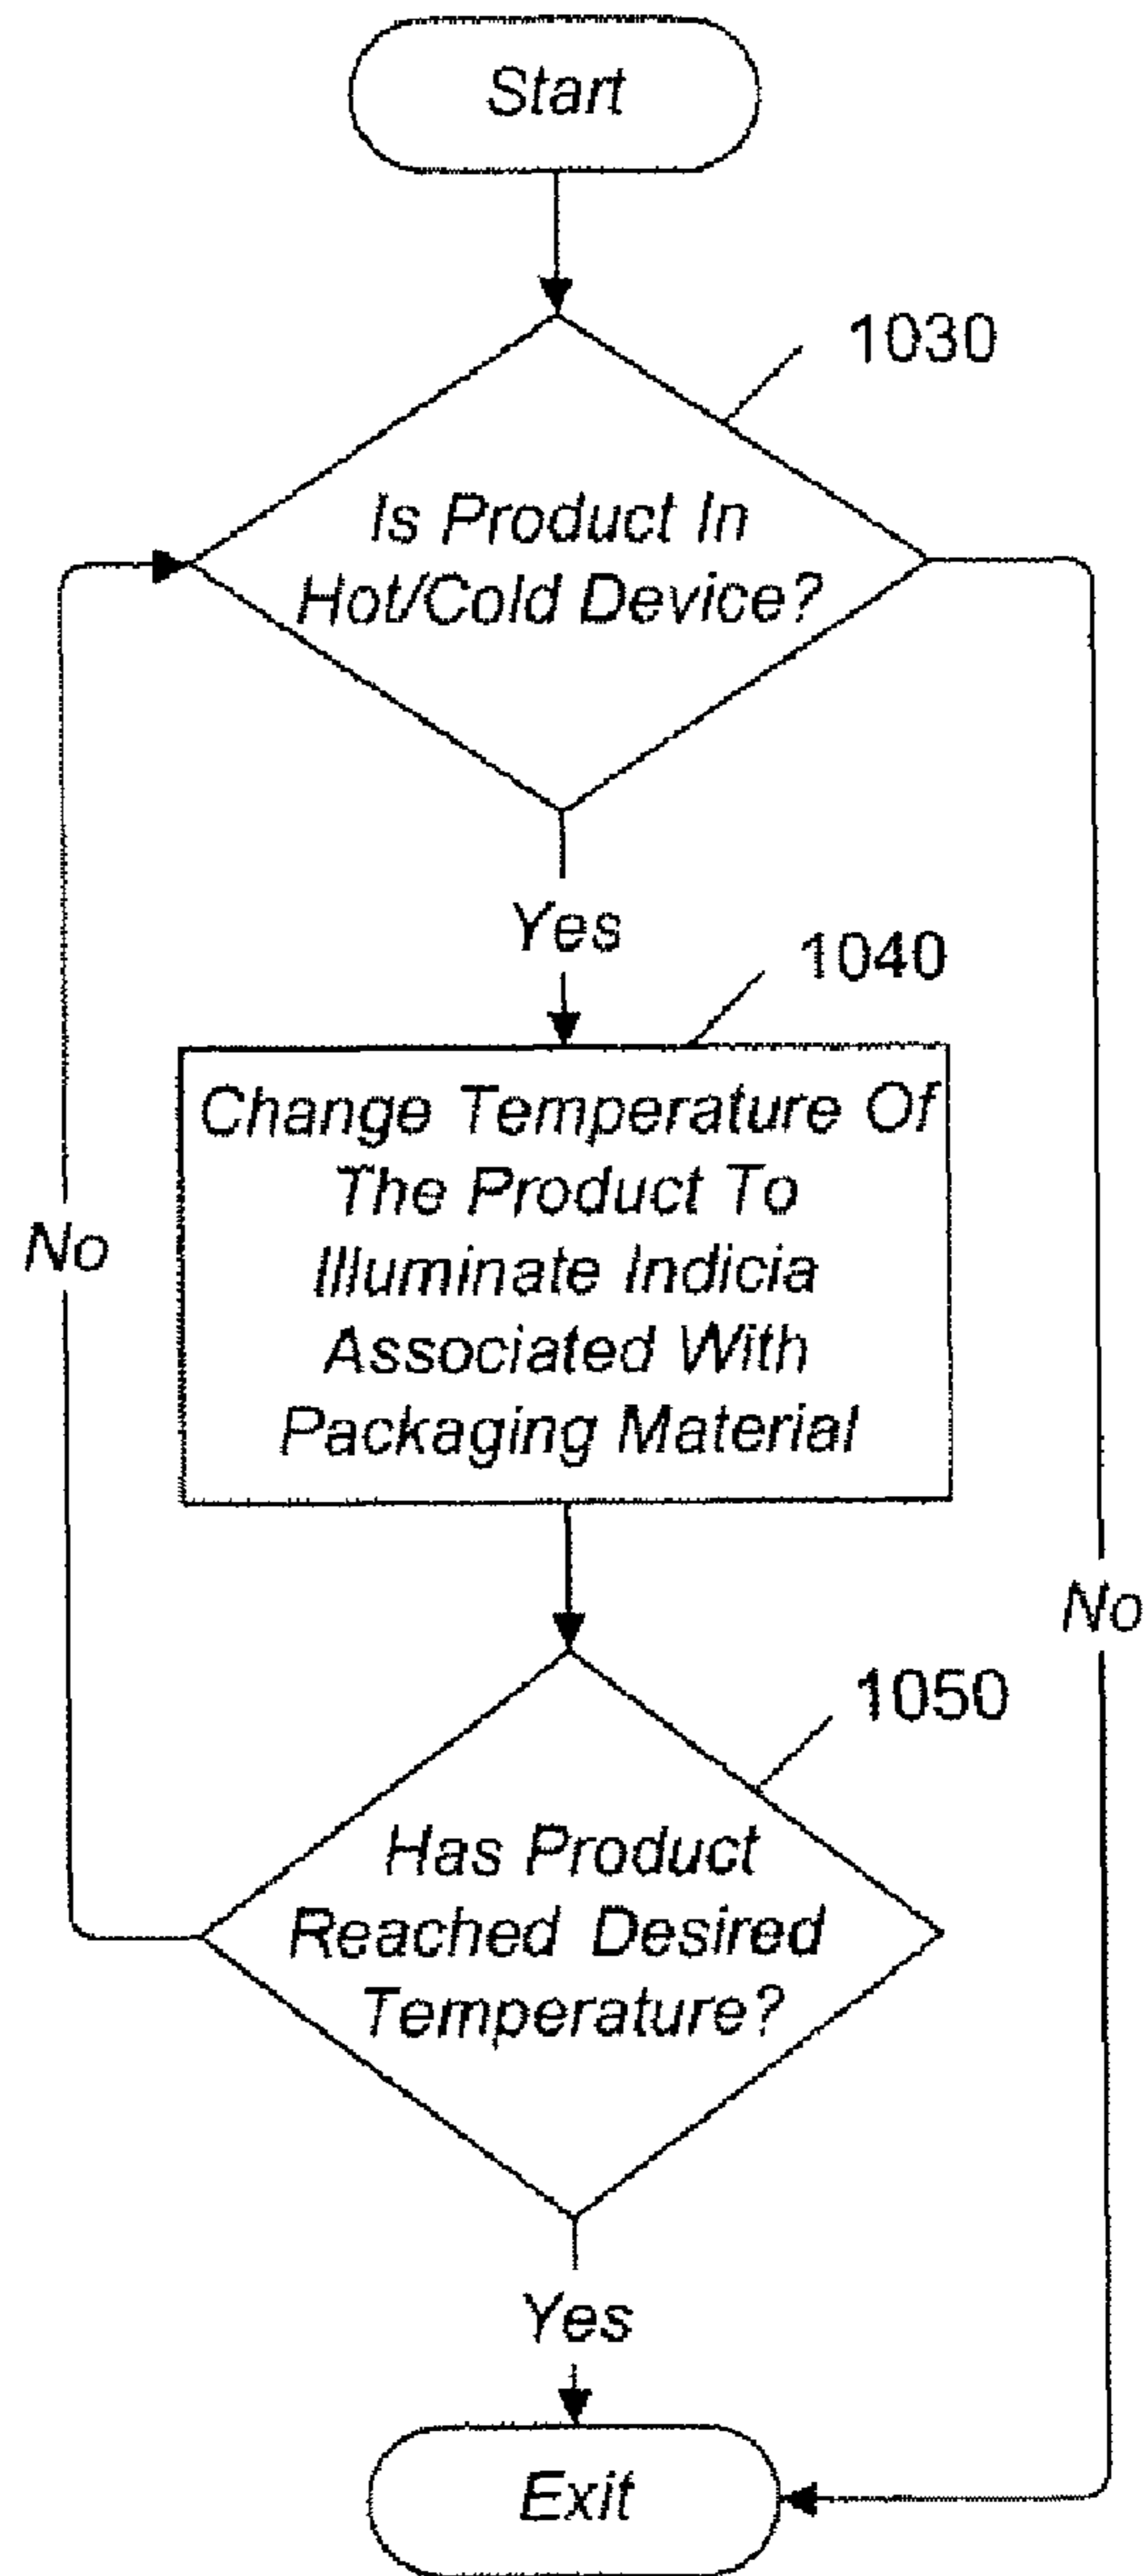 Start
1030
Is Product In
Hot/Cold Device?
Yes
1040
Change Temperature Of
The Product To
Illuminate Indicia
Associated With
Packaging Material
No
No
1050
Has Product
Reached Desired
Temperature?
Yes
Exit